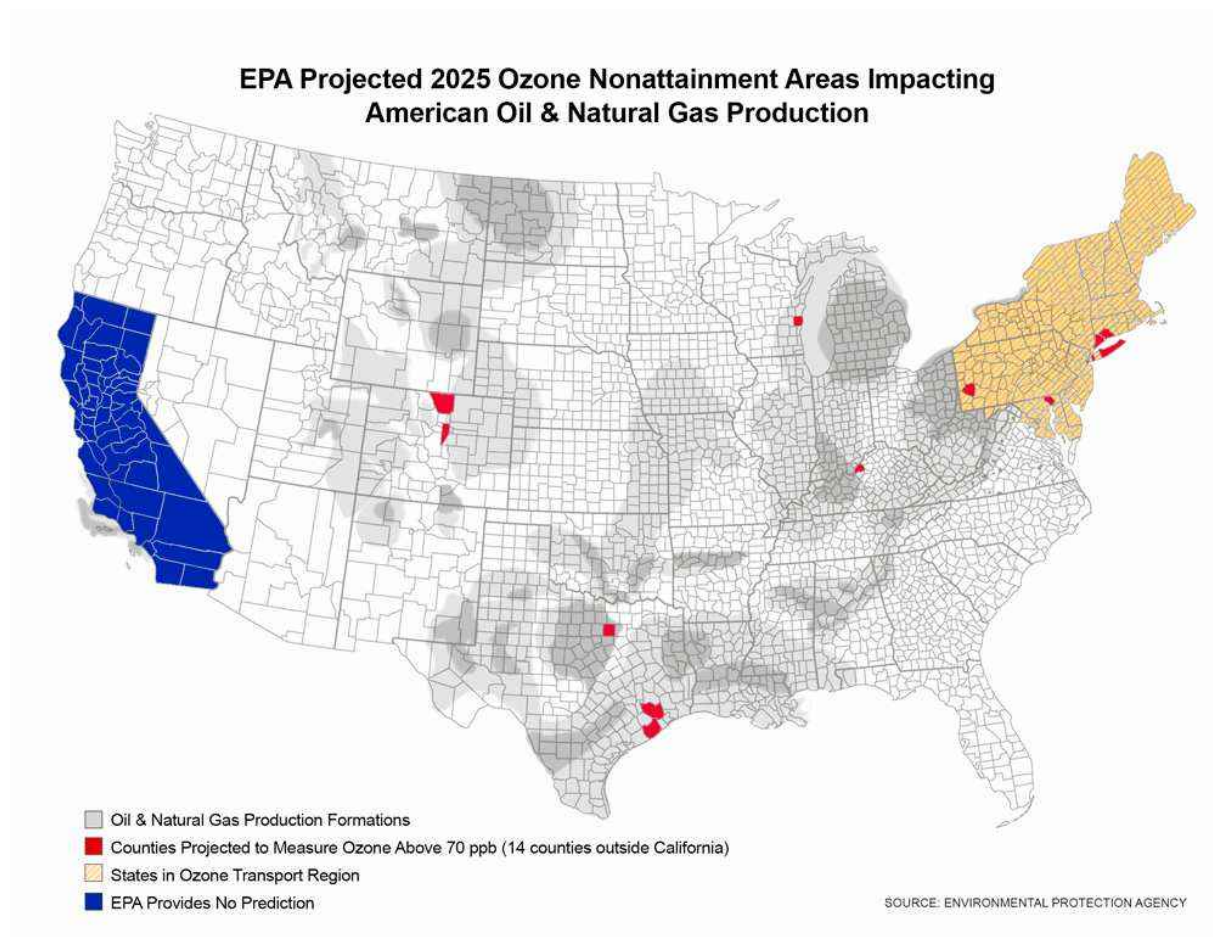 EPA Projected 2025 Ozone Nonattainment Areas Impacting
American Oil & Natural Gas Production
Oil & Natural Gas Production Formations
Counties Projected to Measure Ozone Above 70 ppb (14 counties outside California)
States in Ozone Transport Region
EPA Provides No Prediction
SOURCE: ENVIRONMENTAL PROTECTION AGENCY